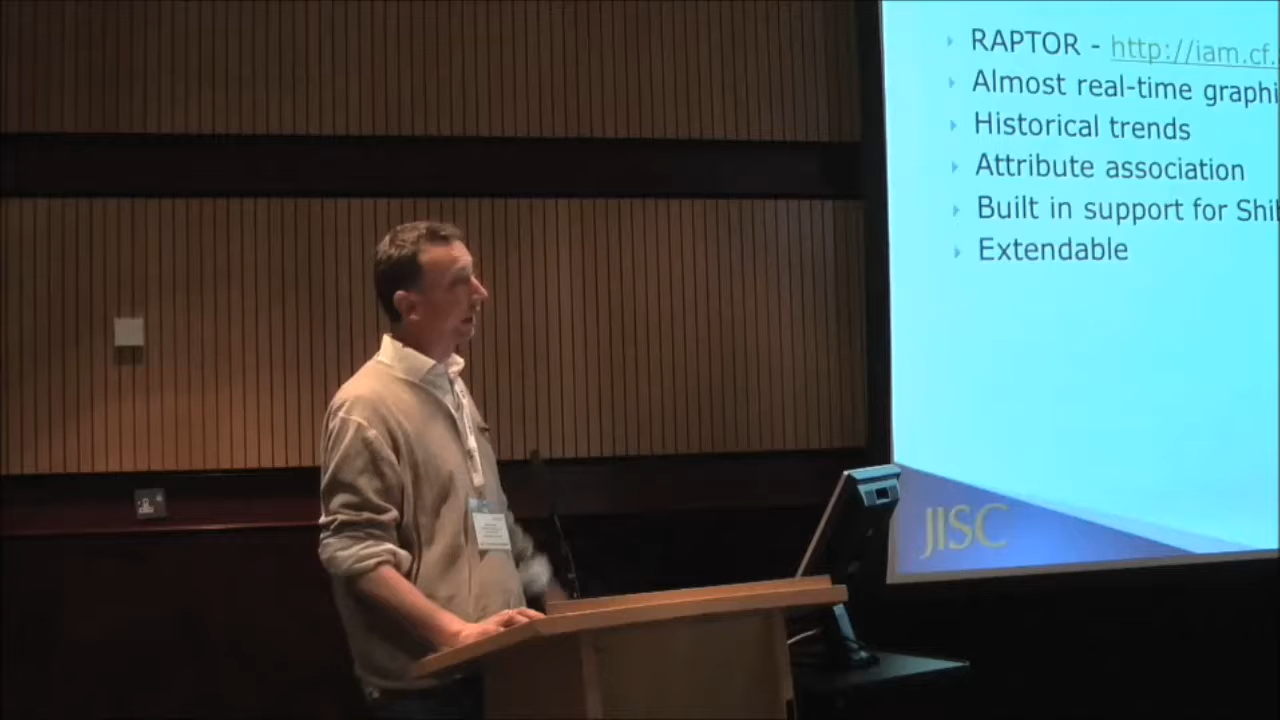 RAPTOR - http://iam.cf.
Almost real-time graphi
Historical trends
Attribute association
Built in support for Shi
Extendable
JISC